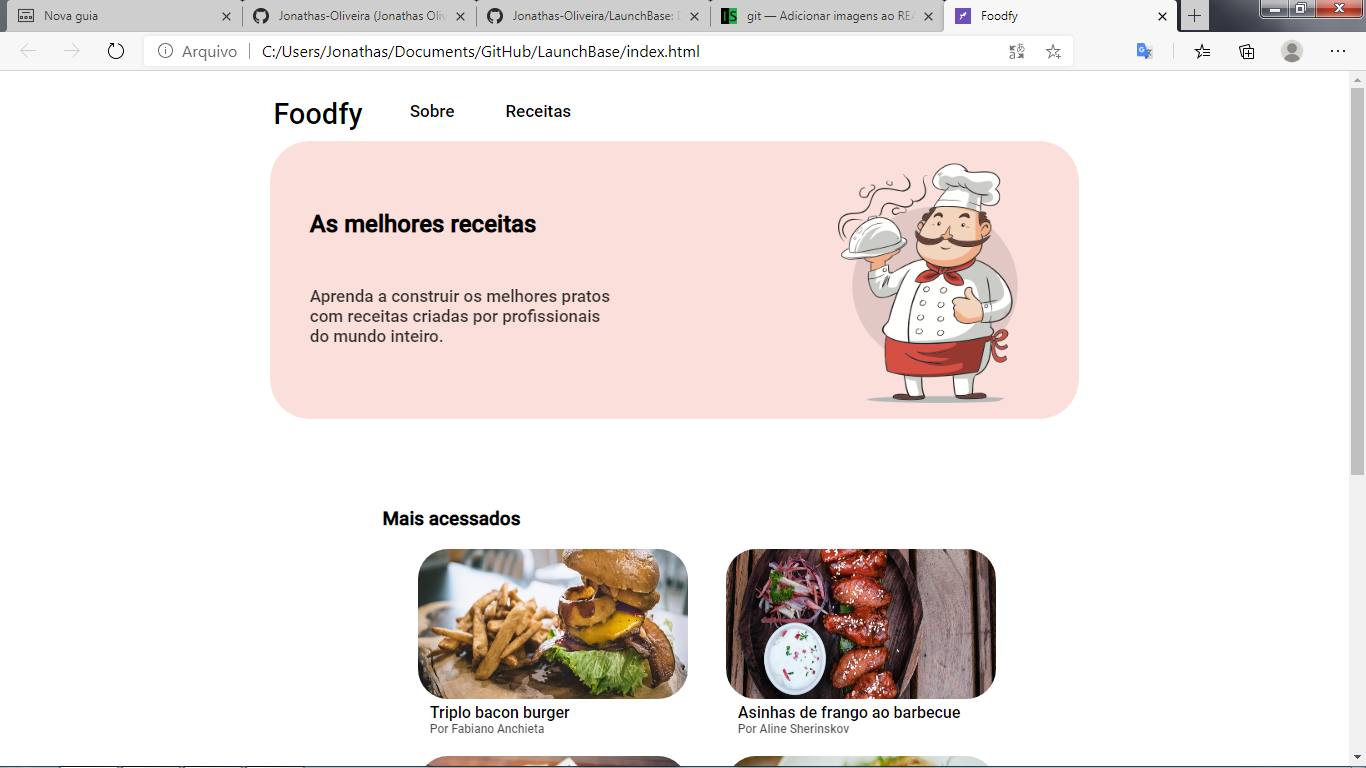 Nova guia
Jonathas-Oliveira (Jonathas Oliv
Jonathas-Oliveira/LaunchBase:
IS
git — Adicionar imagens ao REA
Foodfy
Arquivo
C:/Users/Jonathas/Documents/GitHub/LaunchBase/index.html
Foodfy
Sobre
Receitas
As melhores receitas
Aprenda a construir os melhores pratos
com receitas criadas por profissionais
do mundo inteiro.
Mais acessados
Triplo bacon burger
Por Fabiano Anchieta
Asinhas de frango ao barbecue
Por Aline Sherinskov